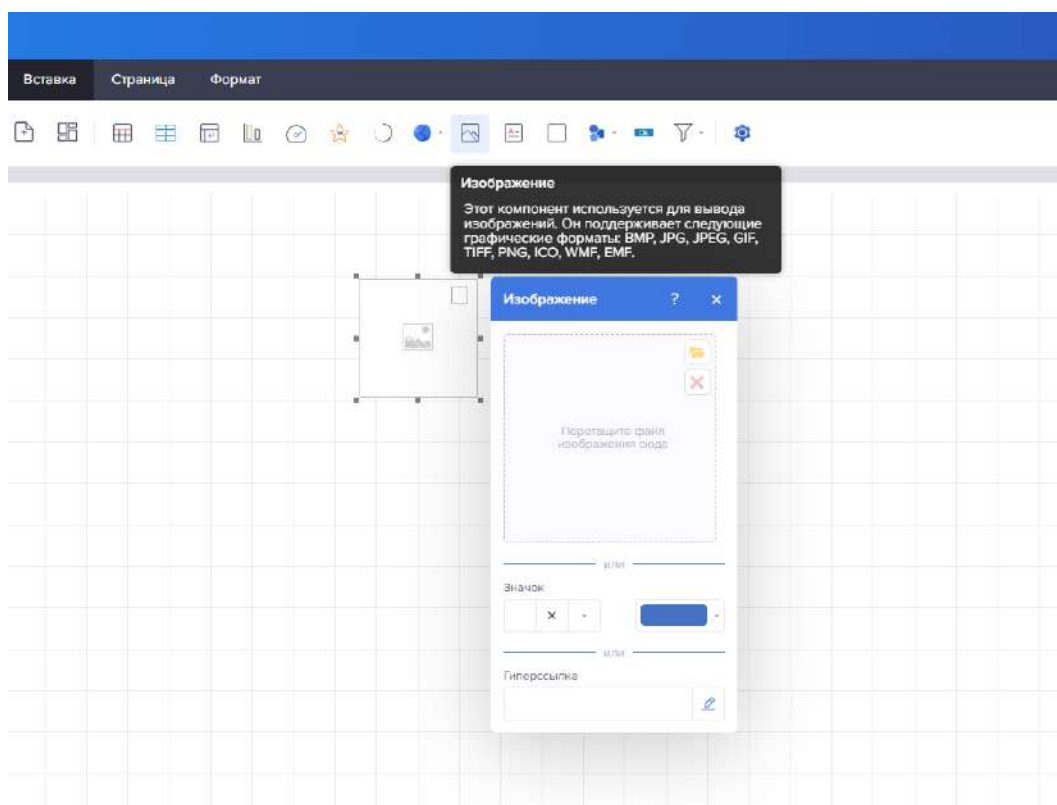 Вставка Страница Формат
Изображение
Этот компонент используется для вывода
изображений. Он поддерживает следующие
графические форматы: BMP, JPG, JPEG, GIF,
TIFF, PNG, ICO, WMF, EMF.
Изображение ?
Перетащите файл
изображения сюда
или
Значок
или
Гиперссылка